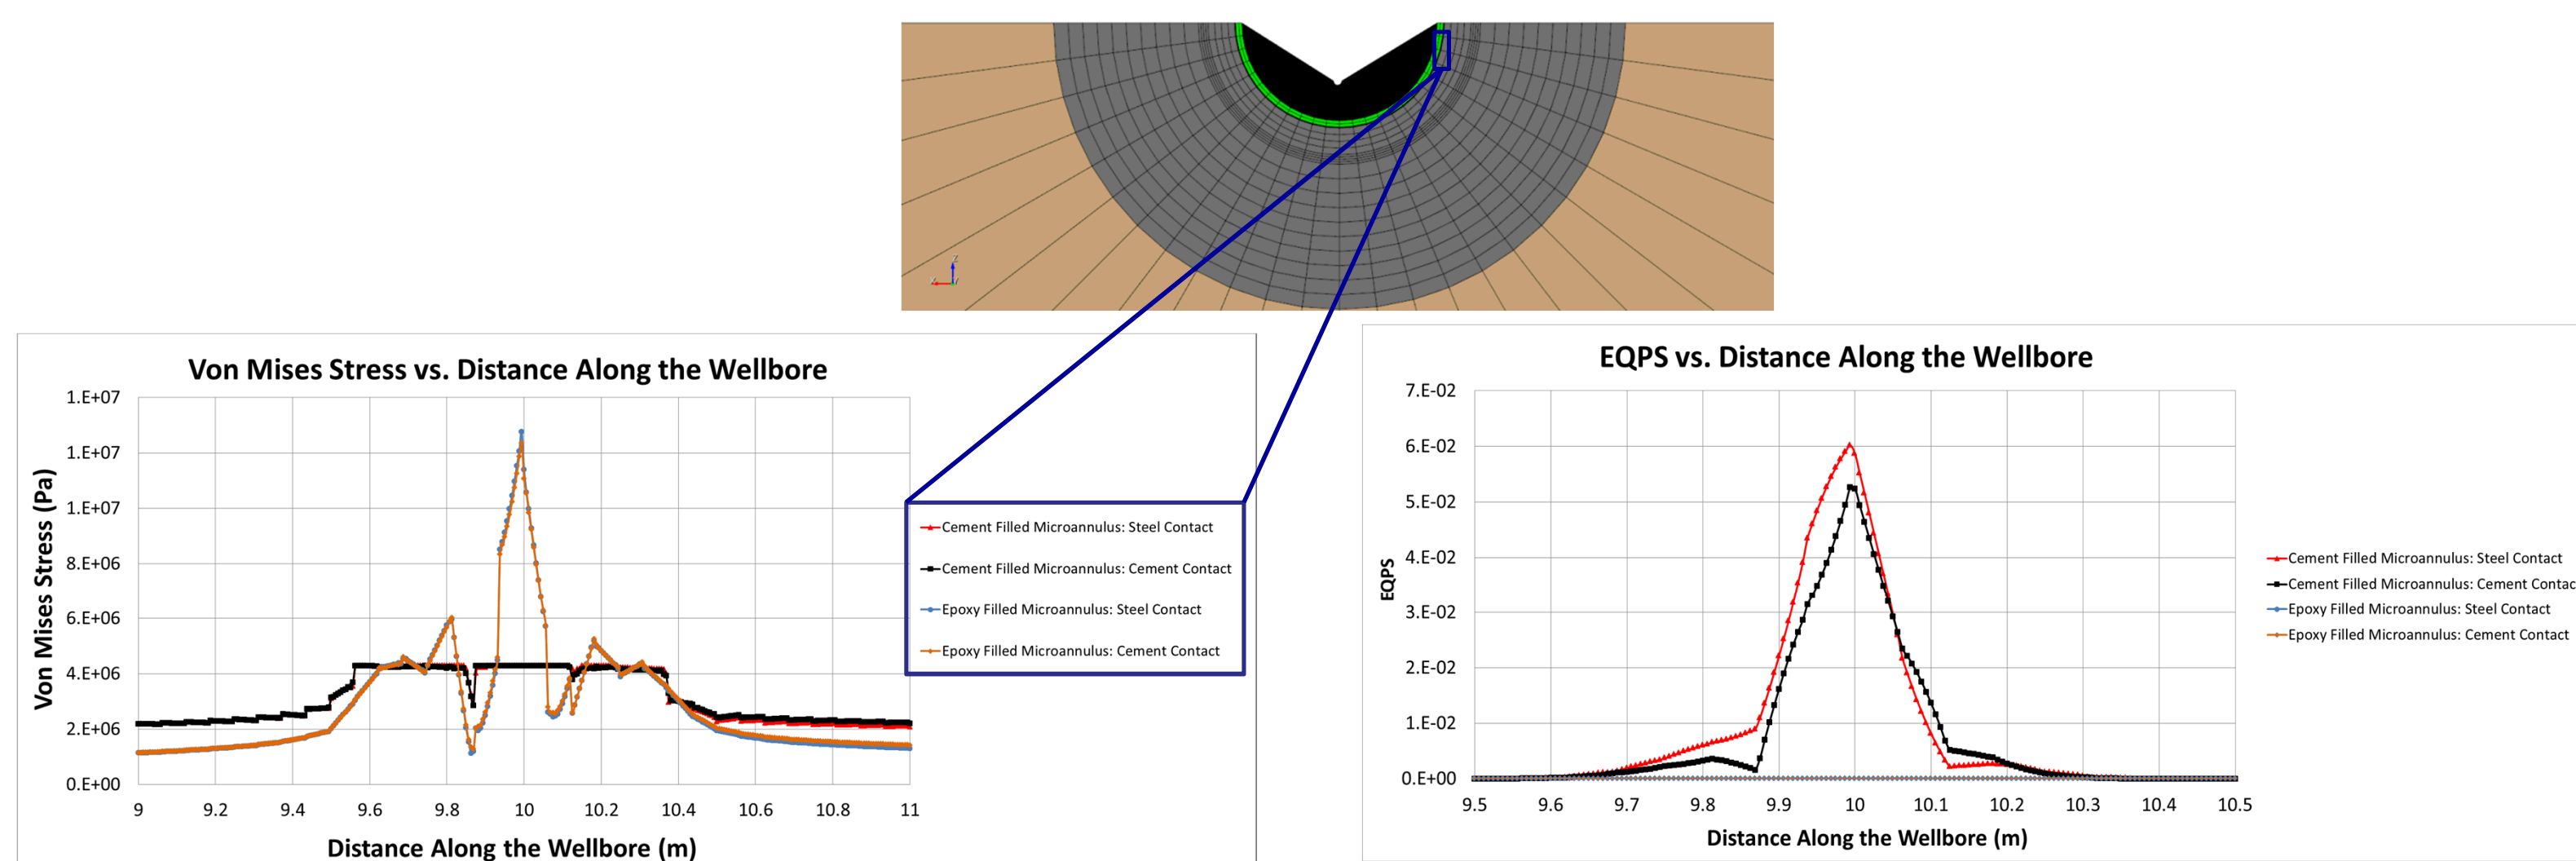 Z
X
Y
Von Mises Stress vs. Distance Along the Wellbore
Von Mises Stress (Pa)
1.E+07
1.E+07
1.E+07
8.E+06
6.E+06
4.E+06
2.E+06
0.E+00
9 9.2 9.4 9.6 9.8 10 10.2 10.4 10.6 10.8 11
Distance Along the Wellbore (m)
Cement Filled Microannulus: Steel Contact
Cement Filled Microannulus: Cement Contact
Epoxy Filled Microannulus: Steel Contact
Epoxy Filled Microannulus: Cement Contact
EQPS vs. Distance Along the Wellbore
EQPS
7.E-02
6.E-02
5.E-02
4.E-02
3.E-02
2.E-02
1.E-02
0.E+00
9.5 9.6 9.7 9.8 9.9 10 10.1 10.2 10.3 10.4 10.5
Distance Along the Wellbore (m)
Cement Filled Microannulus: Steel Contact
Cement Filled Microannulus: Cement Contac
Epoxy Filled Microannulus: Steel Contact
Epoxy Filled Microannulus: Cement Contact